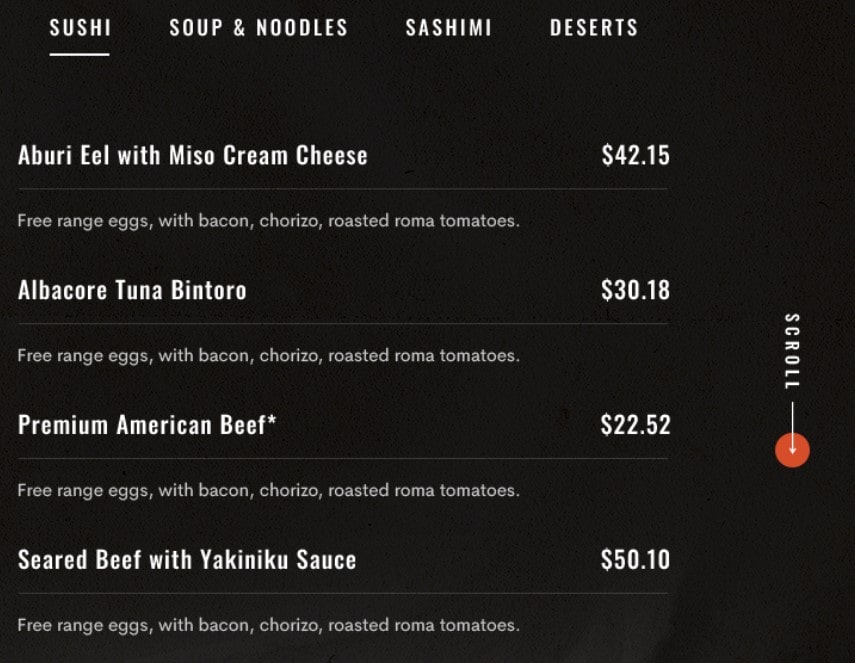 SUSHI SOUP & NOODLES SASHIMI DESERTS
Aburi Eel with Miso Cream Cheese $42.15
Free range eggs, with bacon, chorizo, roasted roma tomatoes.
Albacore Tuna Bintoro $30.18
Free range eggs, with bacon, chorizo, roasted roma tomatoes.
Premium American Beef* $22.52
Free range eggs, with bacon, chorizo, roasted roma tomatoes.
Seared Beef with Yakiniku Sauce $50.10
Free range eggs, with bacon, chorizo, roasted roma tomatoes.
SCROLL